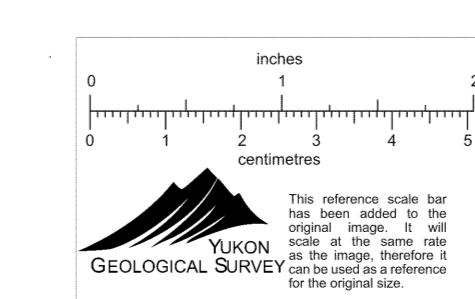 inches
0 1 2
0 1 2 3 4 5
centimetres
This reference scale bar
has been added to the
original image. It will
scale at the same rate
as the image, therefore it
can be used as a reference
for the original size.
YUKON
GEOLOGICAL SURVEY